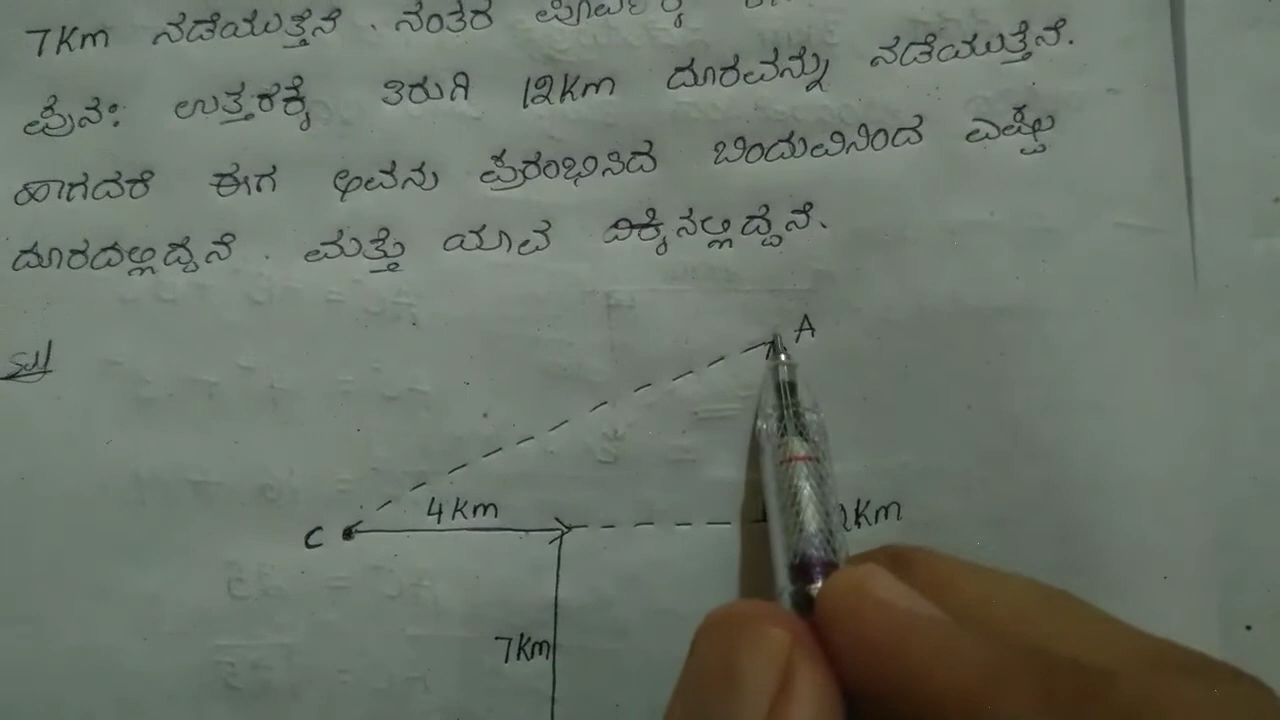 7Km ನಡೆಯುತ್ತೆನೆ . ನಂತರ
ಪುನಃ ಉತ್ತರಕ್ಕೆ ತಿರುಗಿ 12Km ದೂರವನ್ನು ನಡೆಯುತ್ತೆನೆ.
ಹಾಗದರೆ ಈಗ ಅವನು ಪ್ರರಂಭಿಸಿದ ಬಿಂದುವಿನಿಂದ ಎಷ್ಟು
ದೂರದಲ್ಲಿದ್ದನೆ . ಮತ್ತು ಯಾವ ದಿಕ್ಕಿನಲ್ಲಿದ್ದೆನೆ.
Sol
A
4Km
C
7Km